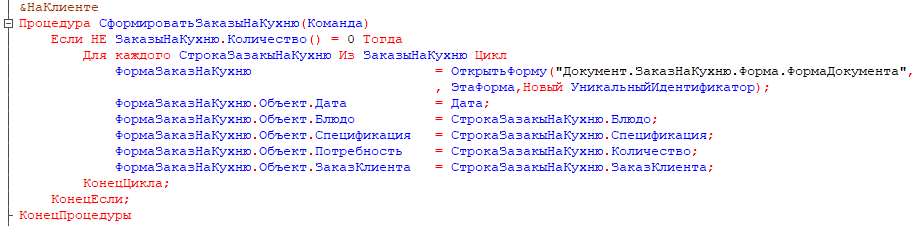 &НаКлиенте
Процедура СформироватьЗаказыНаКухню(Команда)
Если НЕ ЗаказыНаКухню.Количество() = 0 Тогда
Для каждого СтрокаЗазакыНаКухню Из ЗаказыНаКухню Цикл
ФормаЗаказНаКухню = ОткрытьФорму("Документ.ЗаказНаКухню.Форма.ФормаДокумента",
, ЭтаФорма,Новый УникальныйИдентификатор);
ФормаЗаказНаКухню.Объект.Дата = Дата;
ФормаЗаказНаКухню.Объект.Блюдо = СтрокаЗазакыНаКухню.Блюдо;
ФормаЗаказНаКухню.Объект.Спецификация = СтрокаЗазакыНаКухню.Спецификация;
ФормаЗаказНаКухню.Объект.Потребность = СтрокаЗазакыНаКухню.Количество;
ФормаЗаказНаКухню.Объект.ЗаказКлиента = СтрокаЗазакыНаКухню.ЗаказКлиента;
КонецЦикла;
КонецЕсли;
КонецПроцедуры